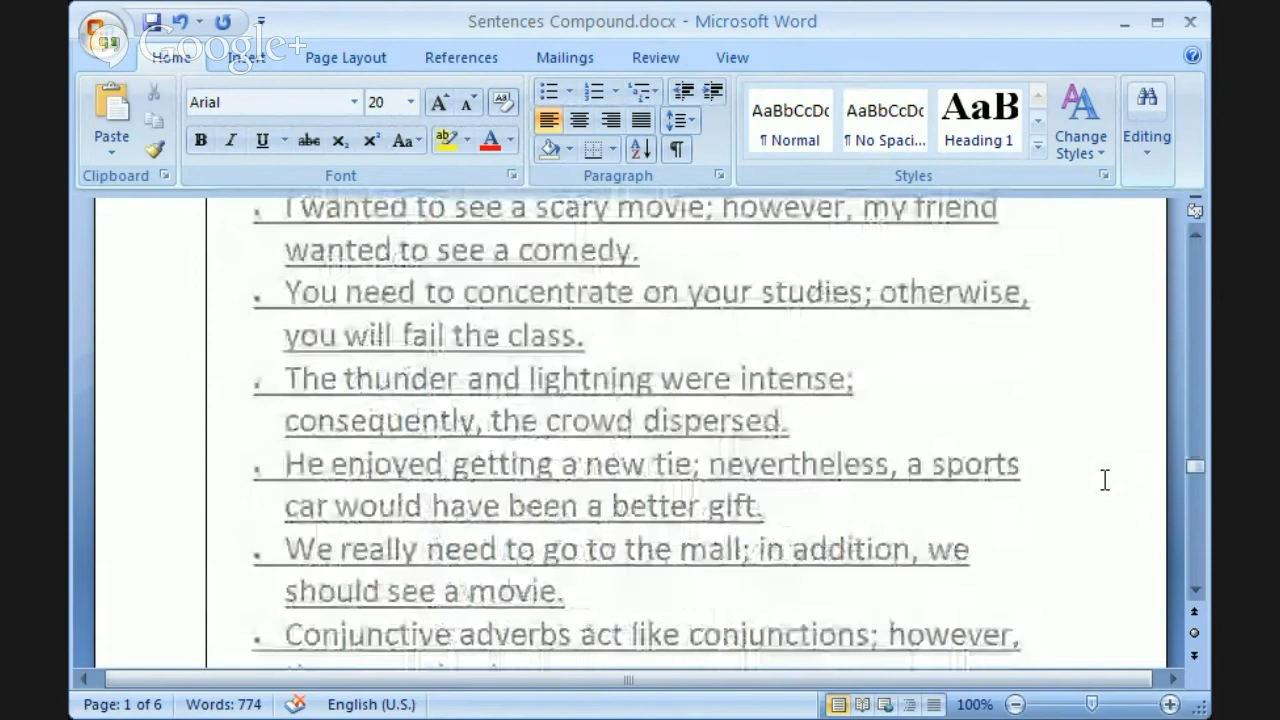 Sentences Compound.docx - Microsoft Word
Google+
Home Insert Page Layout References Mailings Review View
Arial 20
Paste
AaBbCcDc AaBbCcDc AaB
¶ Normal ¶ No Spaci... Heading 1
Change Styles
Editing
Clipboard Font Paragraph Styles
I wanted to see a scary movie; however, my friend
wanted to see a comedy.
You need to concentrate on your studies; otherwise,
you will fail the class.
The thunder and lightning were intense;
consequently, the crowd dispersed.
He enjoyed getting a new tie; nevertheless, a sports
car would have been a better gift.
We really need to go to the mall; in addition, we
should see a movie.
Conjunctive adverbs act like conjunctions; however,
Page: 1 of 6 Words: 774 English (U.S.) 100%